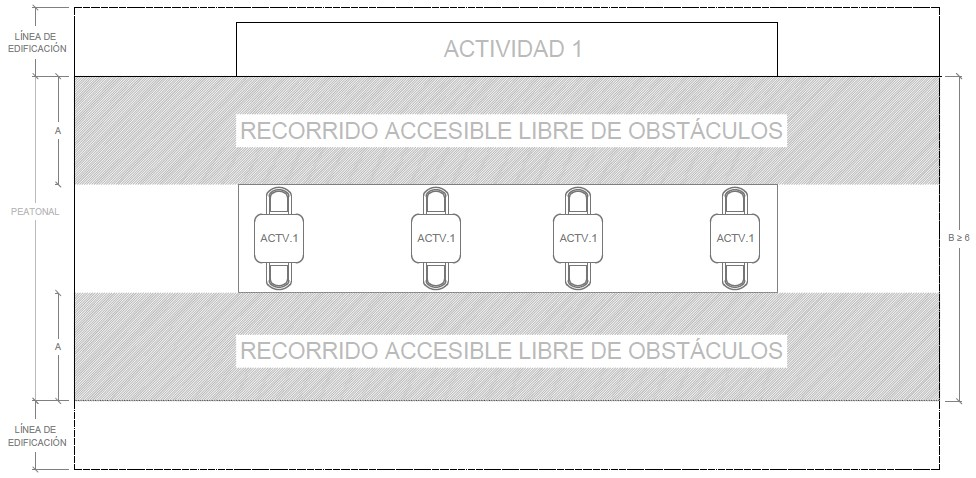 LÍNEA DE
EDIFICACIÓN
ACTIVIDAD 1
A
RECORRIDO ACCESIBLE LIBRE DE OBSTÁCULOS
PEATONAL
ACTV.1
ACTV.1
ACTV.1
ACTV.1
B ≥ 6
A
RECORRIDO ACCESIBLE LIBRE DE OBSTÁCULOS
LÍNEA DE
EDIFICACIÓN